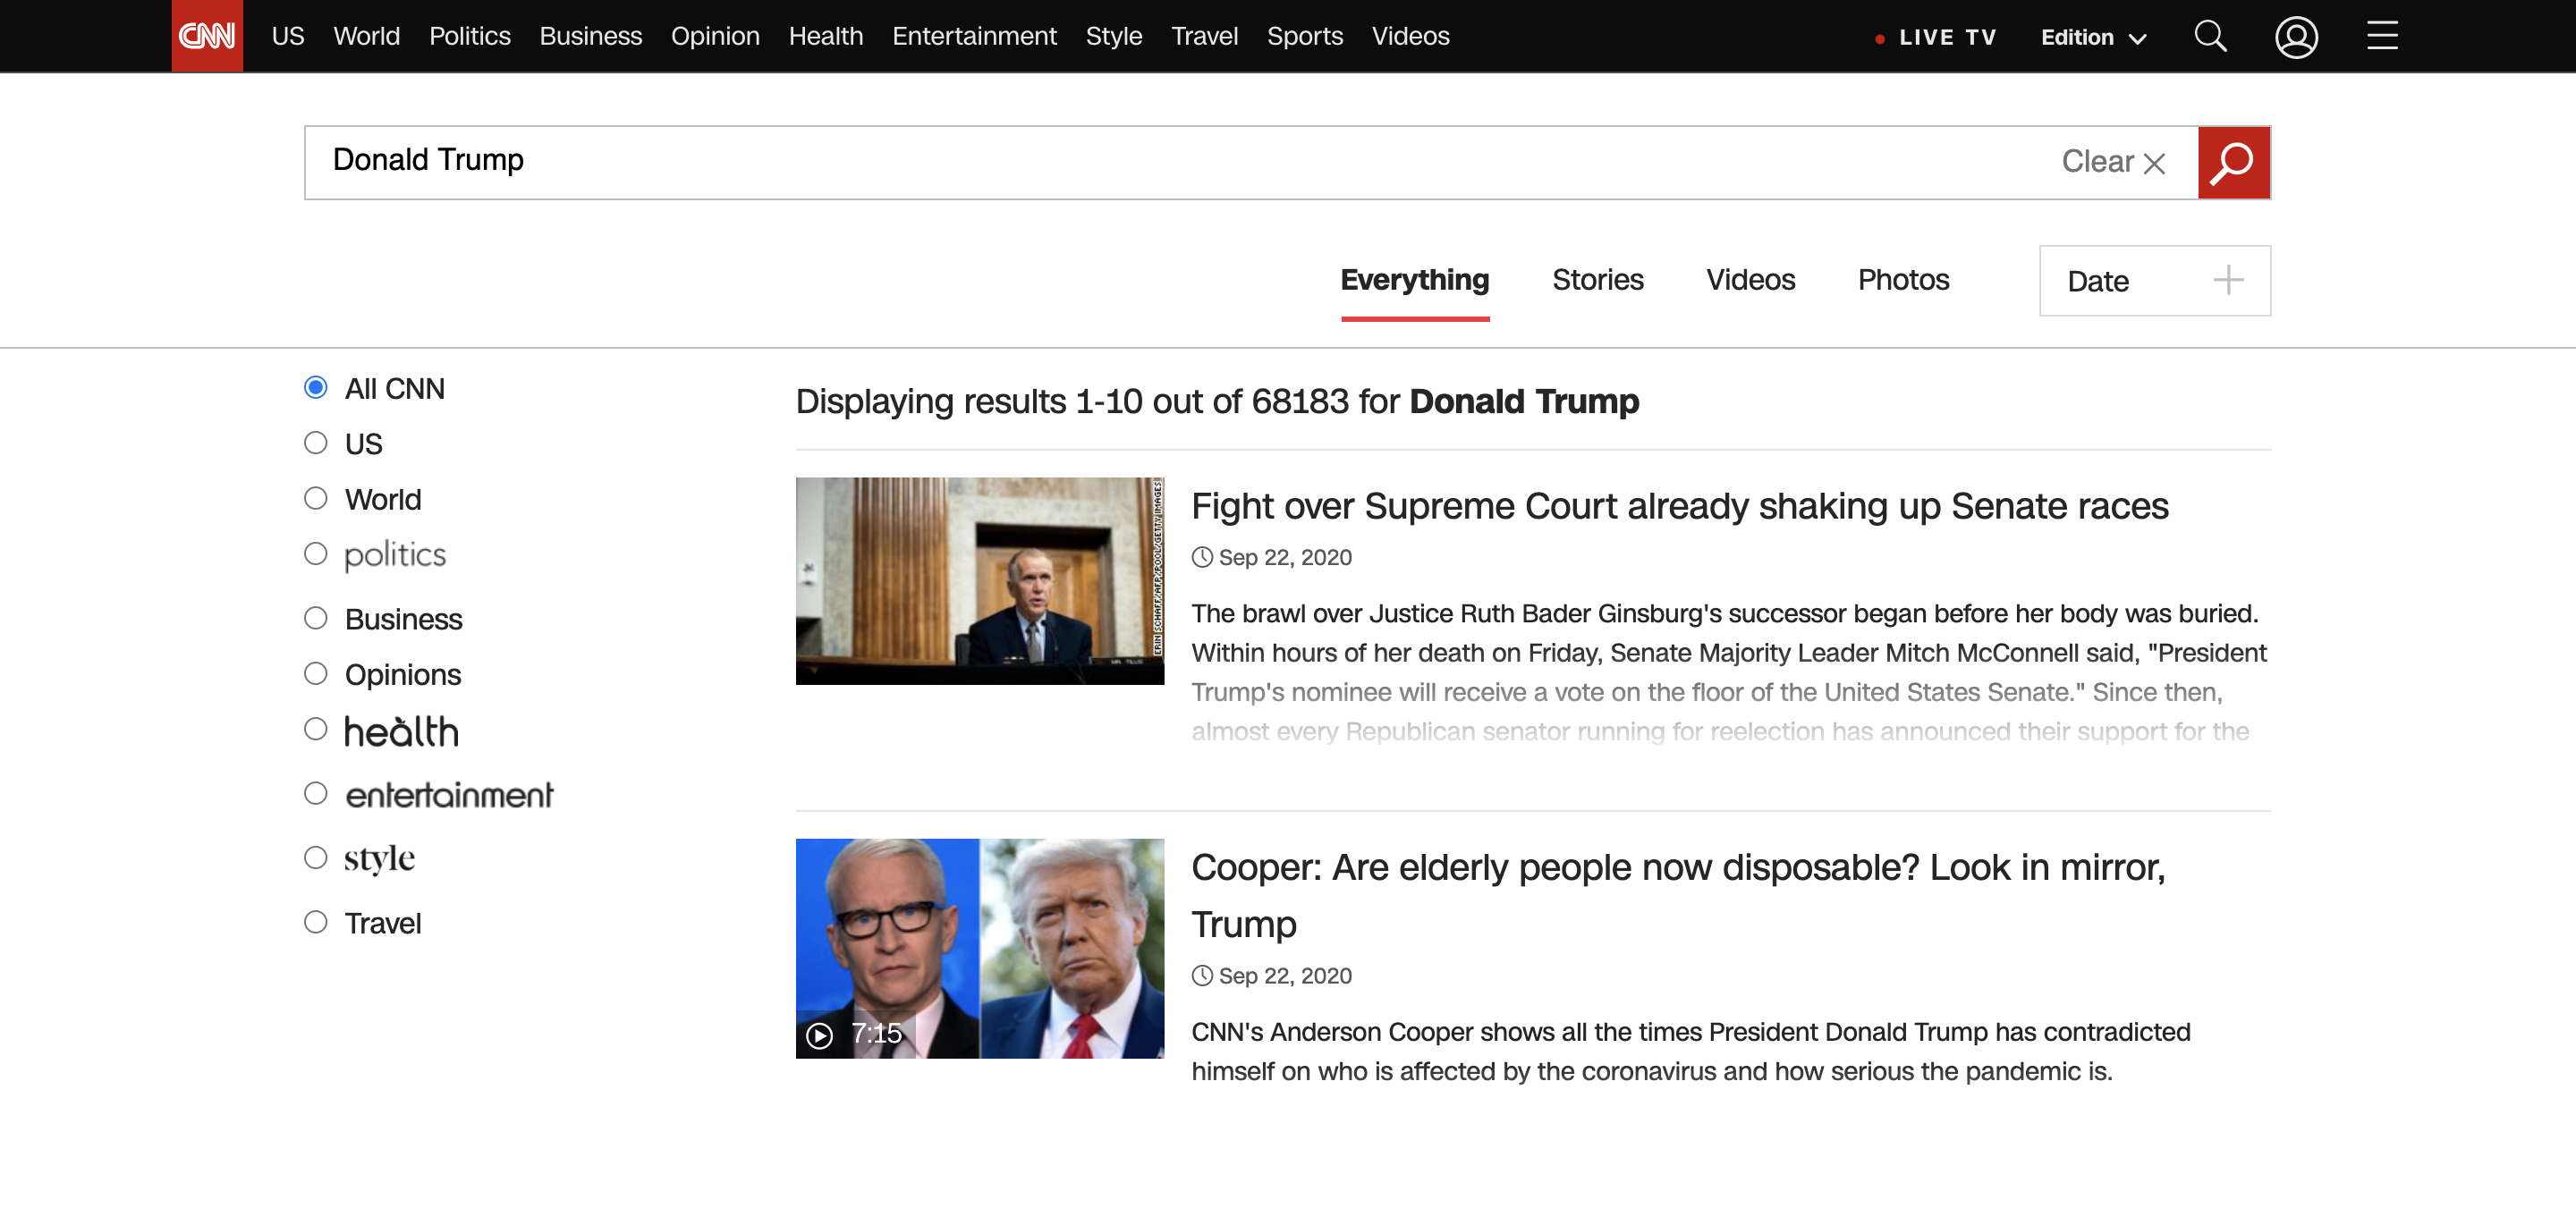 CNN US World Politics Business Opinion Health Entertainment Style Travel Sports Videos LIVE TV Edition
Donald Trump Clear
Everything Stories Videos Photos Date
All CNN
US
World
politics
Business
Opinions
health
entertainment
style
Travel
Displaying results 1-10 out of 68183 for Donald Trump
ERIN SCHAFF/AFP/POOL/GETTY IMAGES
MR. TILLIS
Fight over Supreme Court already shaking up Senate races
Sep 22, 2020
The brawl over Justice Ruth Bader Ginsburg's successor began before her body was buried.
Within hours of her death on Friday, Senate Majority Leader Mitch McConnell said, "President
Trump's nominee will receive a vote on the floor of the United States Senate." Since then,
almost every Republican senator running for reelection has announced their support for the
7:15
Cooper: Are elderly people now disposable? Look in mirror,
Trump
Sep 22, 2020
CNN's Anderson Cooper shows all the times President Donald Trump has contradicted
himself on who is affected by the coronavirus and how serious the pandemic is.